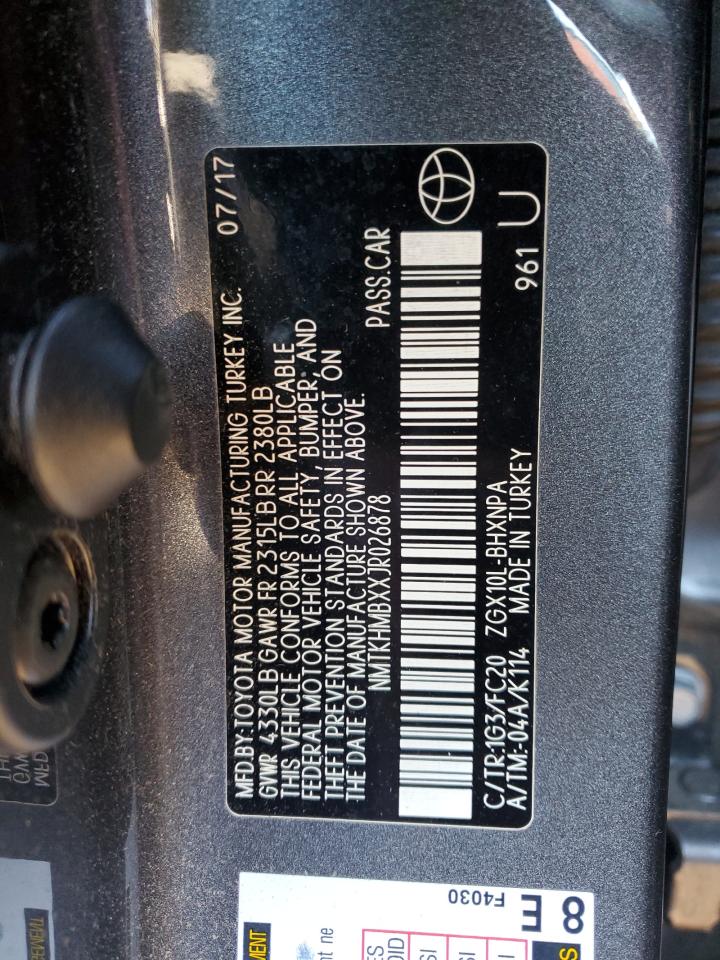 MFD.BY:TOYOTA MOTOR MANUFACTURING TURKEY INC. 07/17
GVWR 4330LB GAWR FR 2315LB RR 2380LB
THIS VEHICLE CONFORMS TO ALL APPLICABLE
FEDERAL MOTOR VEHICLE SAFETY, BUMPER, AND
THEFT PREVENTION STANDARDS IN EFFECT ON
THE DATE OF MANUFACTURE SHOWN ABOVE.
NMTKHMBXXJR026878 PASS.CAR
C/TR:1G3/FC20 ZGX10L-BHXNPA
A/TM:-04A/K114 MADE IN TURKEY 961 U
F4030
8E